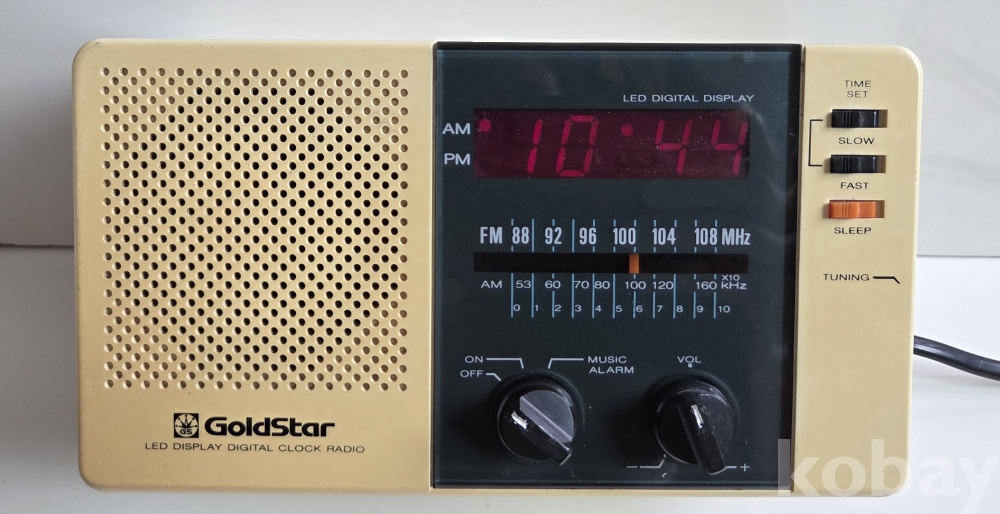 LED DIGITAL DISPLAY
AM
PM
10 44
FM 88 92 96 100 104 108 MHz
AM 53 60 70 80 100 120 160 X10 KHz
0 1 2 3 4 5 6 7 8 9 10
ON
OFF
MUSIC
ALARM
VOL
– +
TIME
SET
SLOW
FAST
SLEEP
TUNING
GS GoldStar
LED DISPLAY DIGITAL CLOCK RADIO
kobay